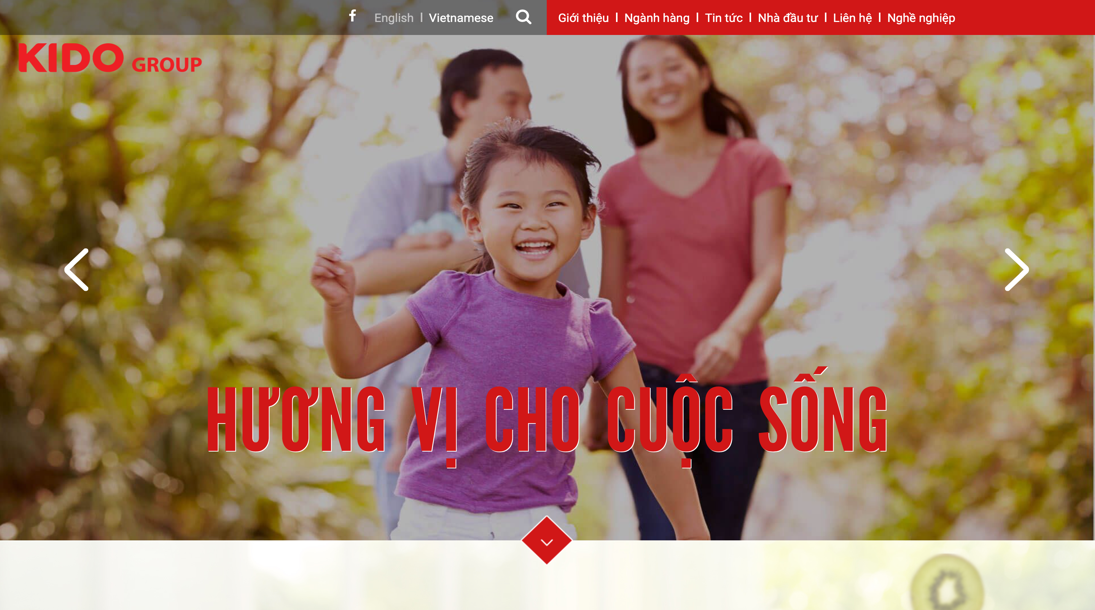 English | Vietnamese
Giới thiệu | Ngành hàng | Tin tức | Nhà đầu tư | Liên hệ | Nghề nghiệp
KIDO GROUP
HƯƠNG VỊ CHO CUỘC SỐNG